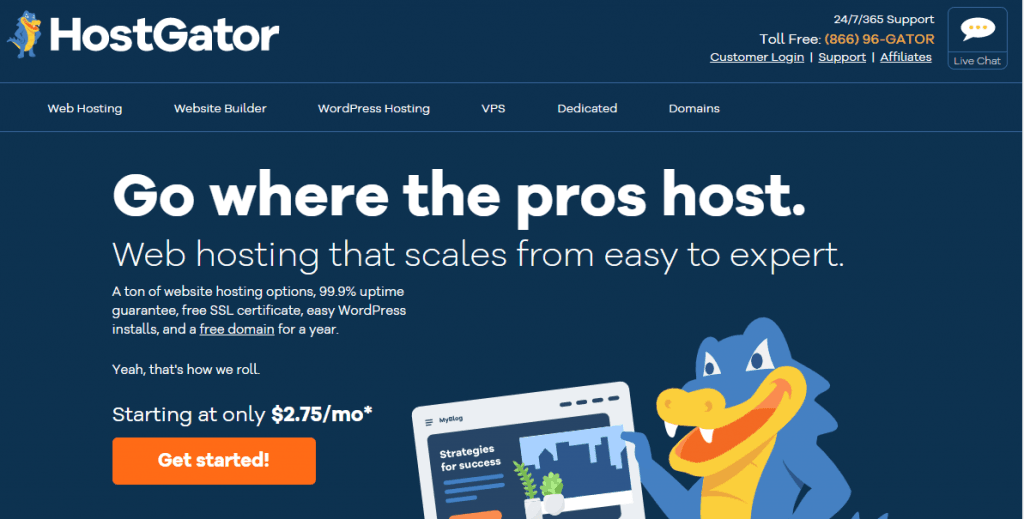 HostGator
24/7/365 Support
Toll Free: (866) 96-GATOR
Customer Login | Support | Affiliates
Live Chat
Web Hosting
Website Builder
WordPress Hosting
VPS
Dedicated
Domains
Go where the pros host.
Web hosting that scales from easy to expert.
A ton of website hosting options, 99.9% uptime
guarantee, free SSL certificate, easy WordPress
installs, and a free domain for a year.
Yeah, that's how we roll.
Starting at only $2.75/mo*
Get started!
MyBlog
Strategies
for success